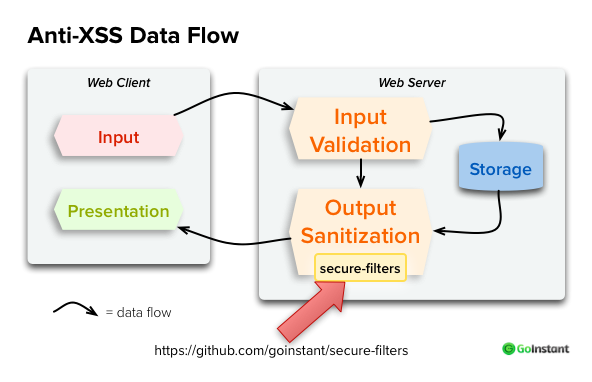 Anti-XSS Data Flow
Web Client
Web Server
Input
Input
Validation
Storage
Presentation
Output
Sanitization
secure-filters
= data flow
https://github.com/goinstant/secure-filters
GoInstant